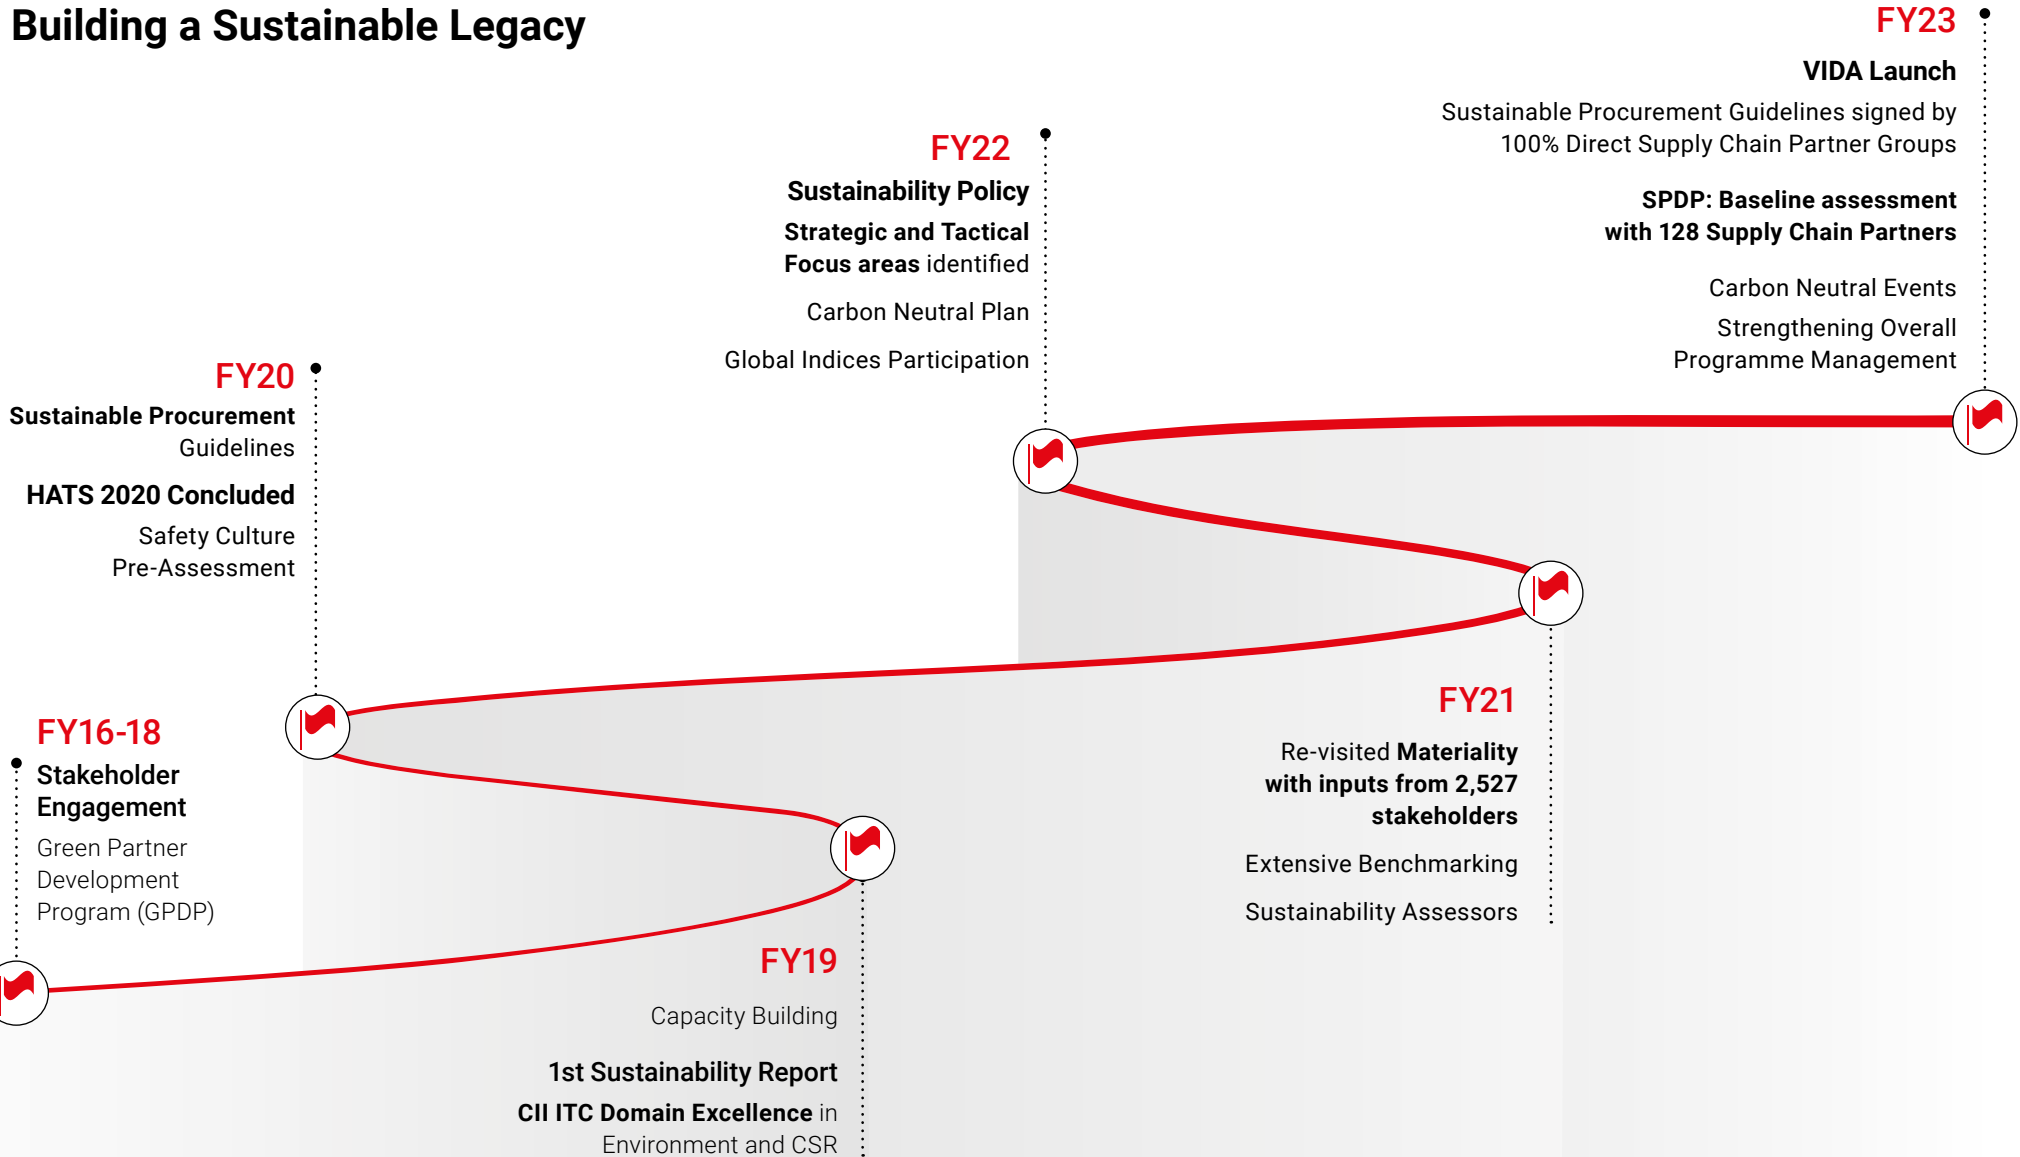 Building a Sustainable Legacy
FY16-18
Stakeholder
Engagement
Green Partner
Development
Program (GPDP)
FY19
Capacity Building
1st Sustainability Report
CII ITC Domain Excellence in
Environment and CSR
FY20
Sustainable Procurement
Guidelines
HATS 2020 Concluded
Safety Culture
Pre-Assessment
FY21
Re-visited Materiality
with inputs from 2,527
stakeholders
Extensive Benchmarking
Sustainability Assessors
FY22
Sustainability Policy
Strategic and Tactical
Focus areas identified
Carbon Neutral Plan
Global Indices Participation
FY23
VIDA Launch
Sustainable Procurement Guidelines signed by
100% Direct Supply Chain Partner Groups
SPDP: Baseline assessment
with 128 Supply Chain Partners
Carbon Neutral Events
Strengthening Overall
Programme Management